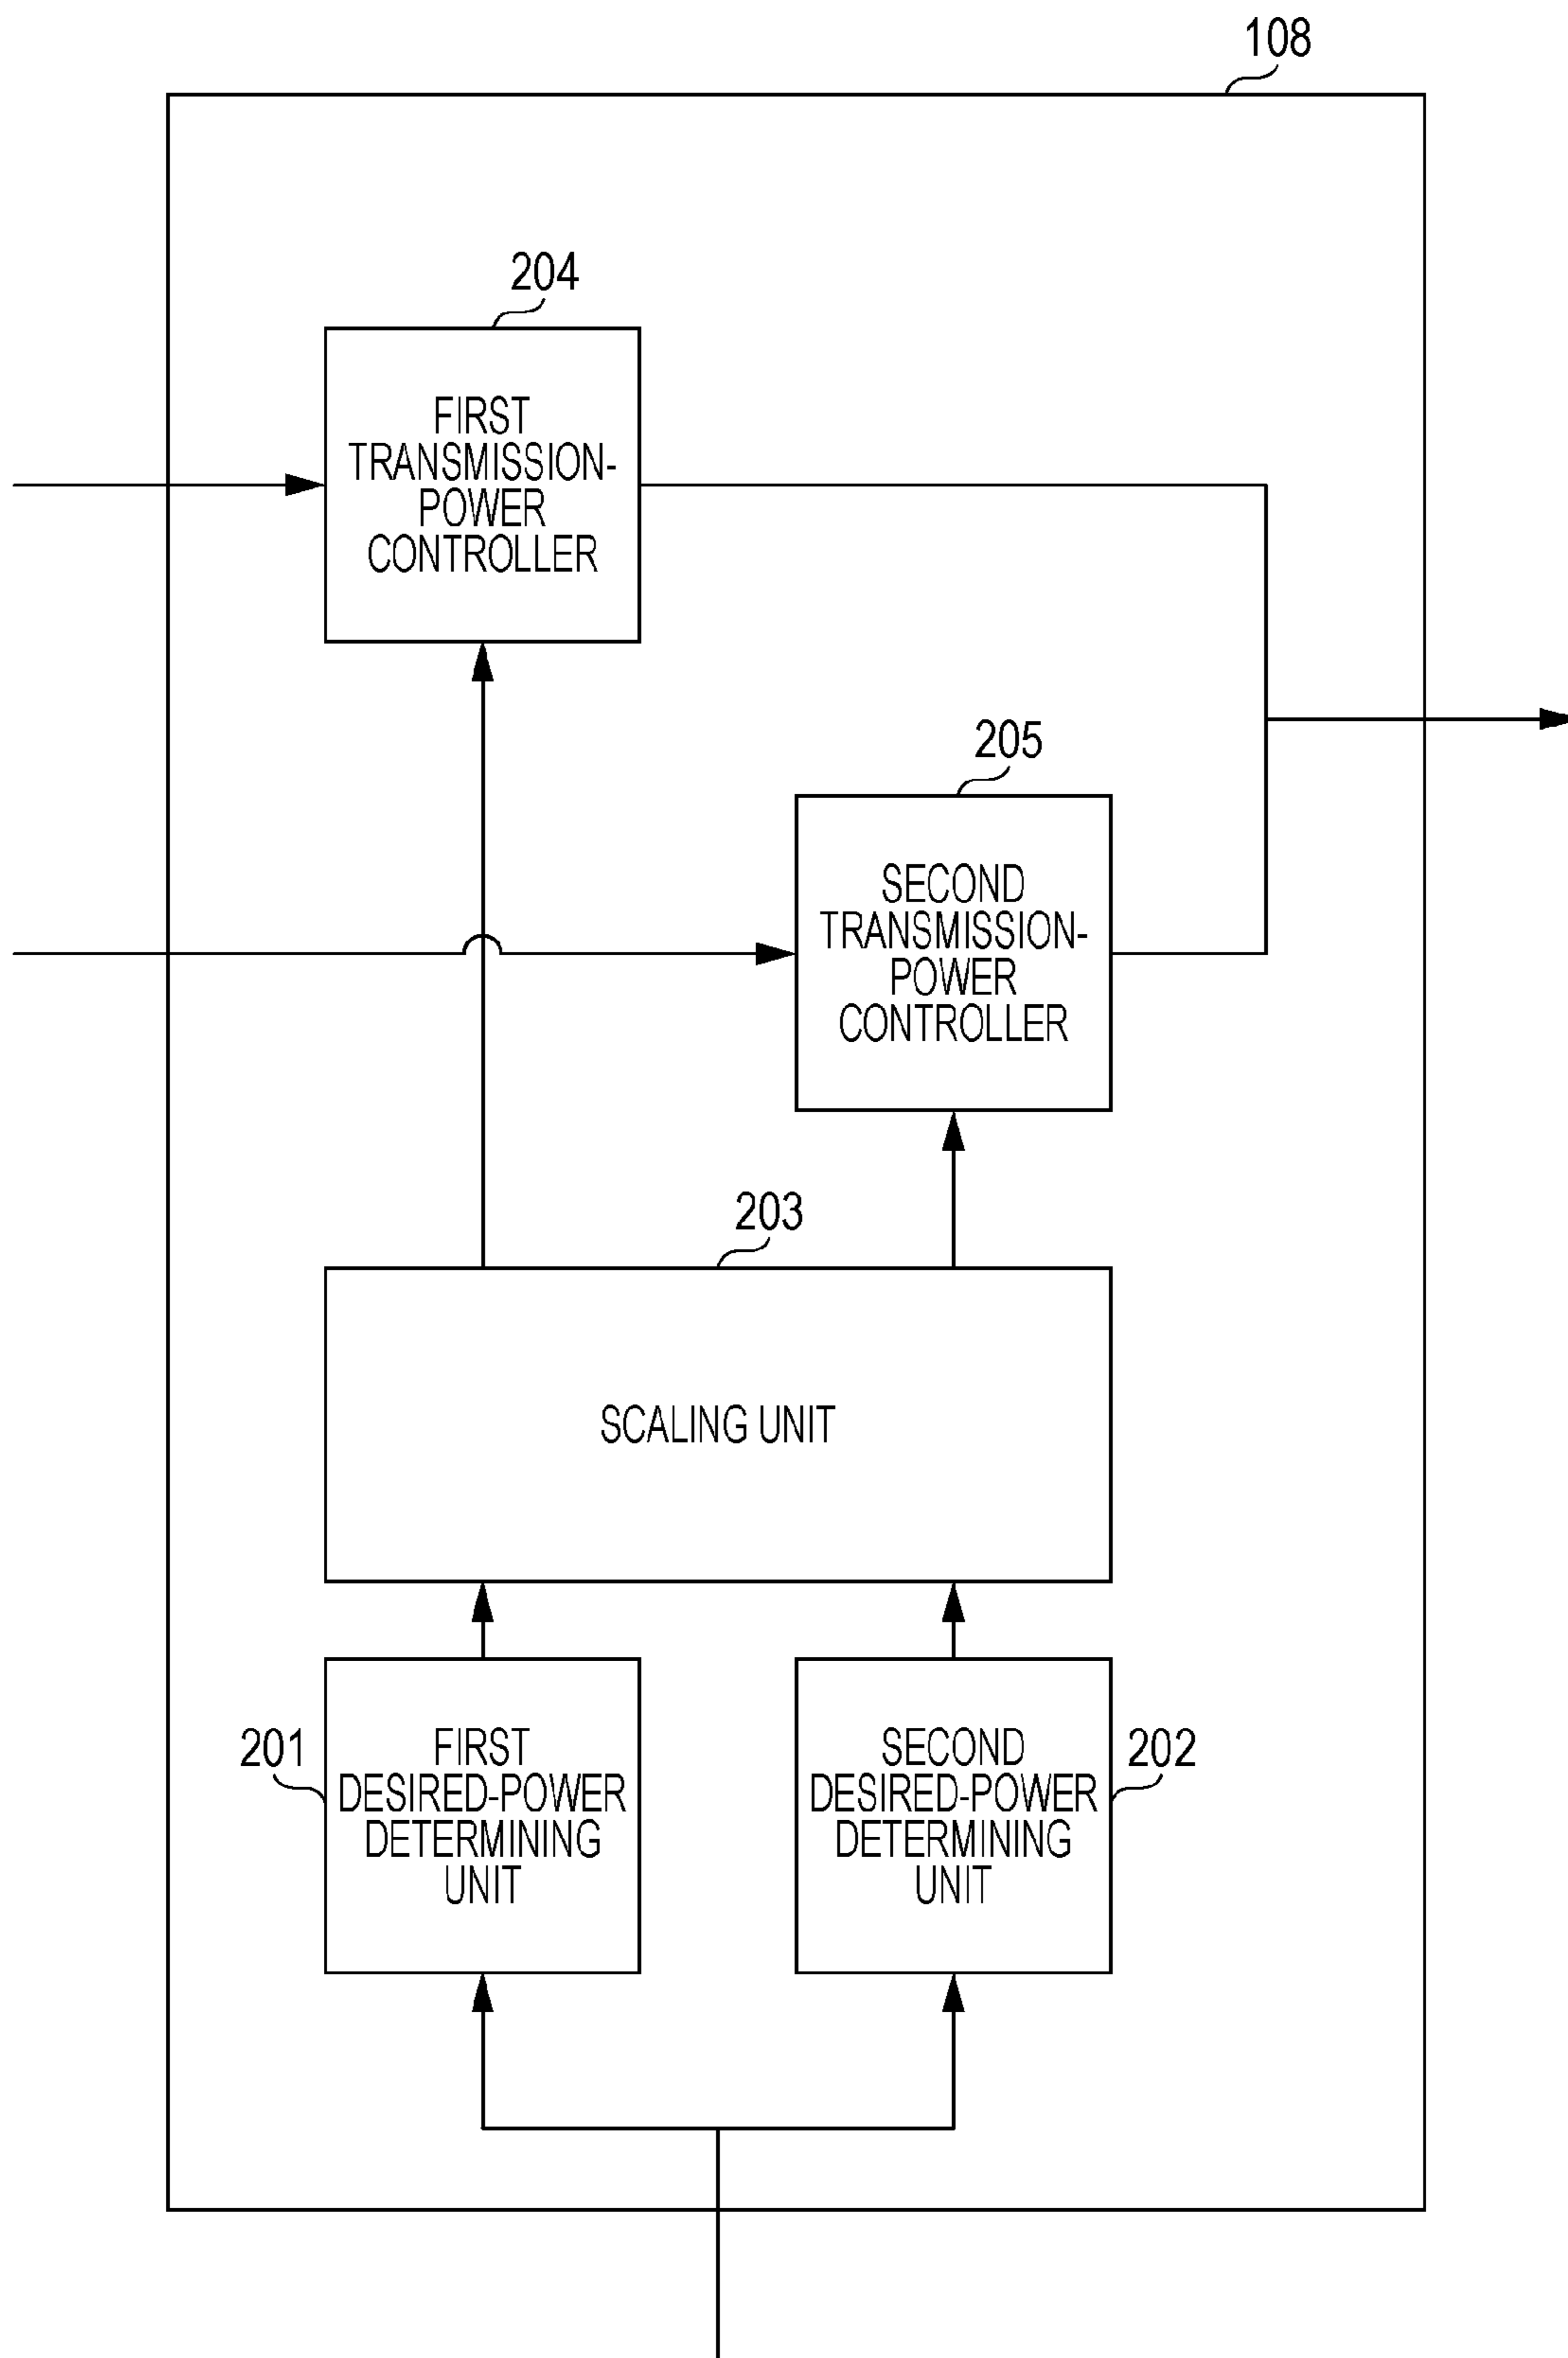 108
204
FIRST
TRANSMISSION-
POWER
CONTROLLER
205
SECOND
TRANSMISSION-
POWER
CONTROLLER
203
SCALING UNIT
201
FIRST
DESIRED-POWER
DETERMINING
UNIT
SECOND
DESIRED-POWER
DETERMINING
UNIT
202